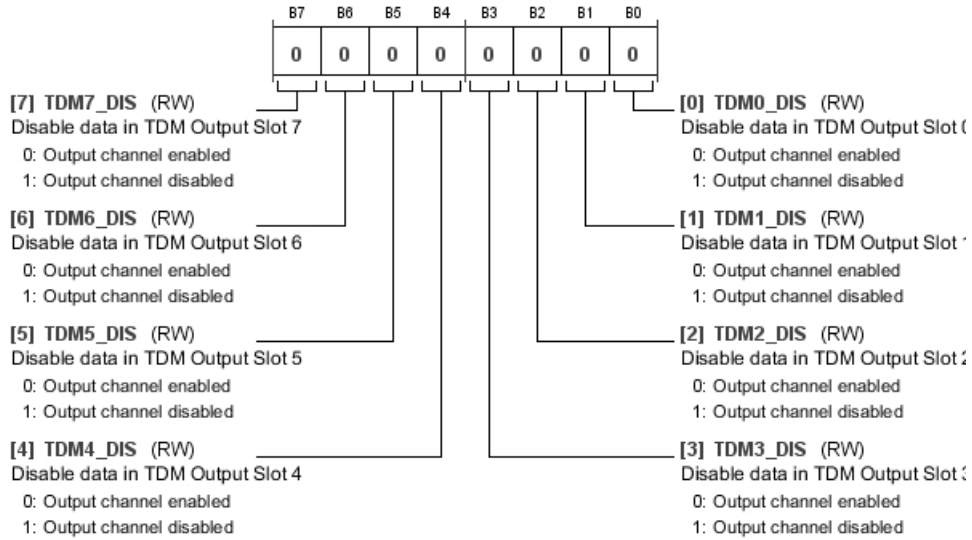 B7 B6 B5 B4 B3 B2 B1 B0
0 0 0 0 0 0 0 0
[7] TDM7_DIS (RW)
Disable data in TDM Output Slot 7
0: Output channel enabled
1: Output channel disabled
[6] TDM6_DIS (RW)
Disable data in TDM Output Slot 6
0: Output channel enabled
1: Output channel disabled
[5] TDM5_DIS (RW)
Disable data in TDM Output Slot 5
0: Output channel enabled
1: Output channel disabled
[4] TDM4_DIS (RW)
Disable data in TDM Output Slot 4
0: Output channel enabled
1: Output channel disabled
[0] TDM0_DIS (RW)
Disable data in TDM Output Slot 0
0: Output channel enabled
1: Output channel disabled
[1] TDM1_DIS (RW)
Disable data in TDM Output Slot 1
0: Output channel enabled
1: Output channel disabled
[2] TDM2_DIS (RW)
Disable data in TDM Output Slot 2
0: Output channel enabled
1: Output channel disabled
[3] TDM3_DIS (RW)
Disable data in TDM Output Slot 3
0: Output channel enabled
1: Output channel disabled